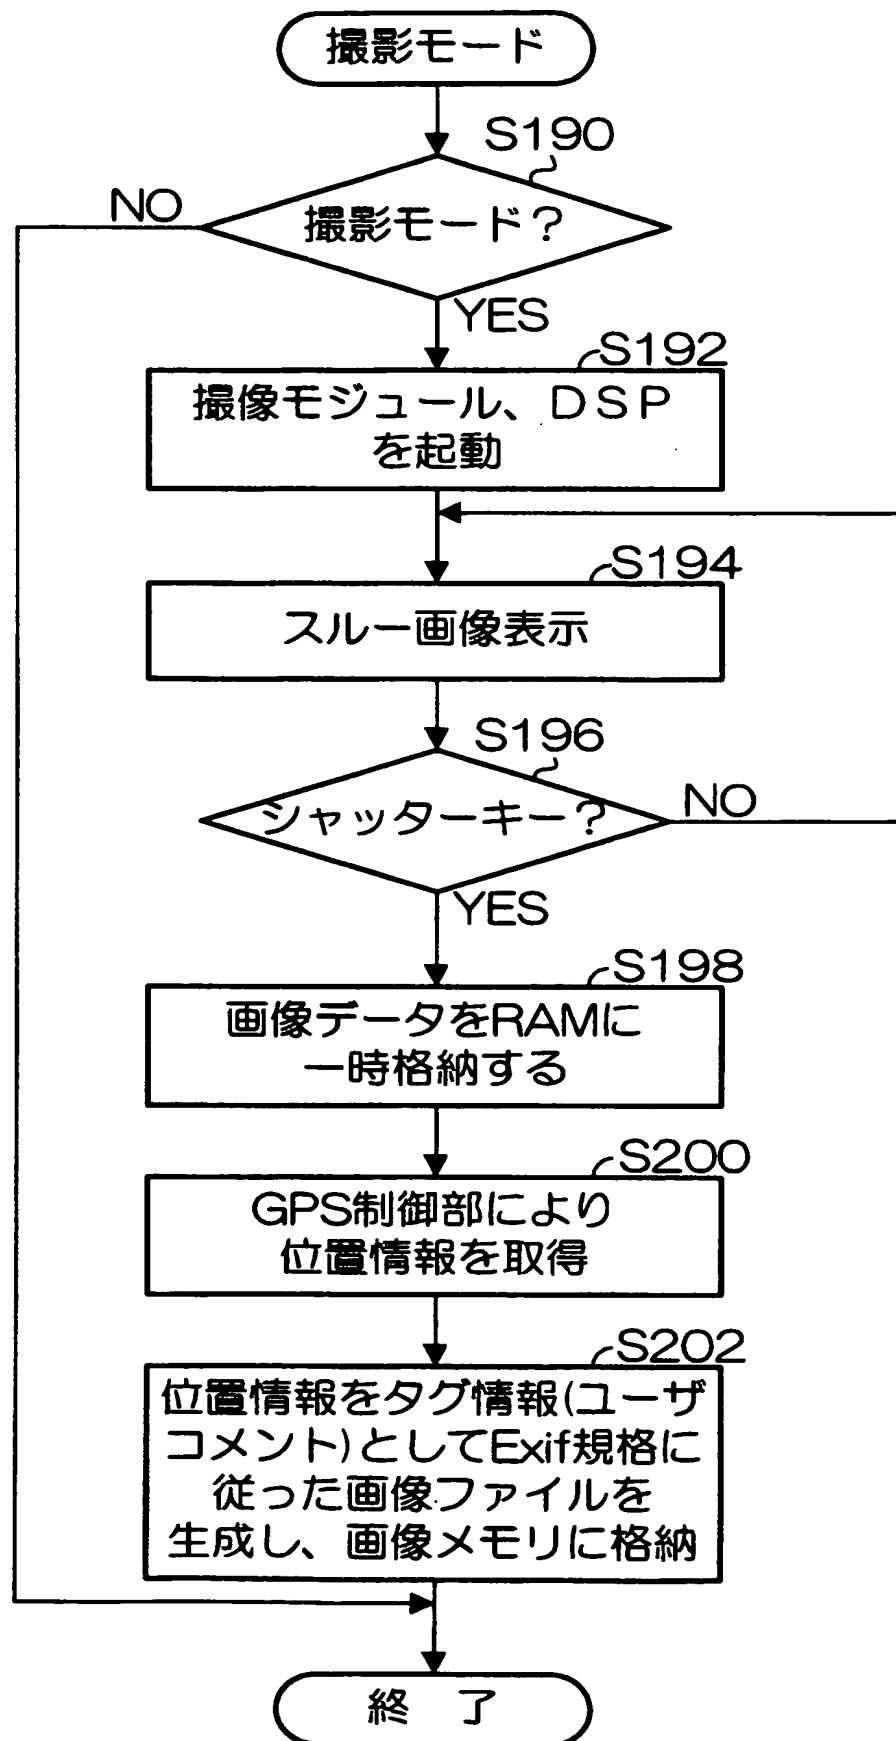 撮影モード
S190
NO
撮影モード?
YES
S192
撮像モジュール、DSP
を起動
S194
スルー画像表示
S196
シャッターキー?
NO
YES
S198
画像データをRAMに
一時格納する
S200
GPS制御部により
位置情報を取得
S202
位置情報をタグ情報(ユーザ
コメント)としてExif規格に
従った画像ファイルを
生成し、画像メモリに格納
終 了